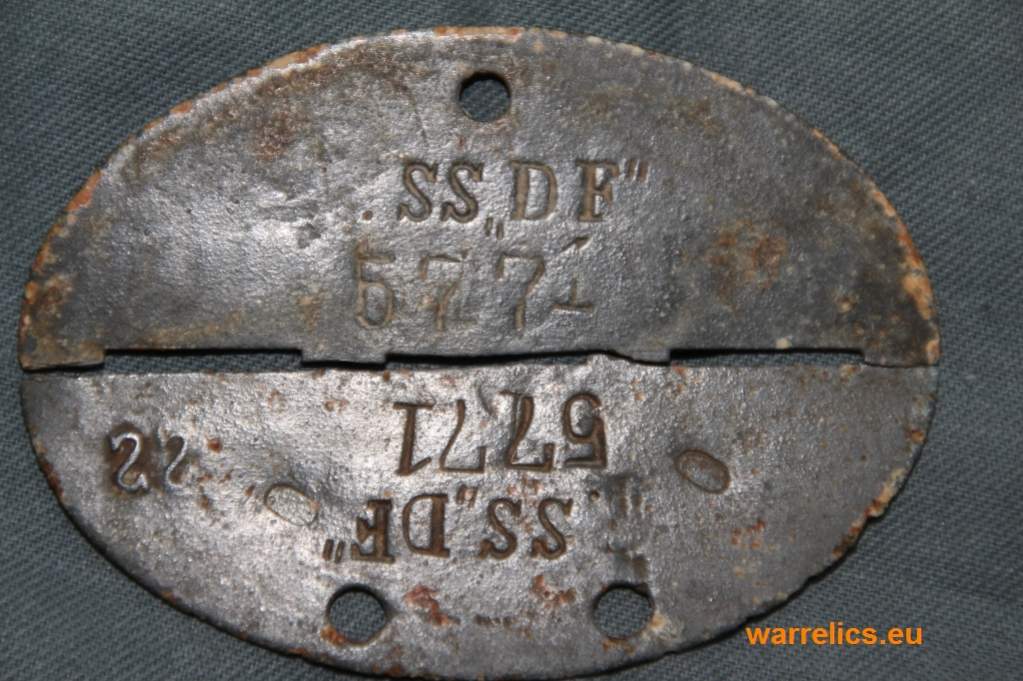 . SS„DF"
5771
. SS„DF"
5771
O O
warrelics.eu